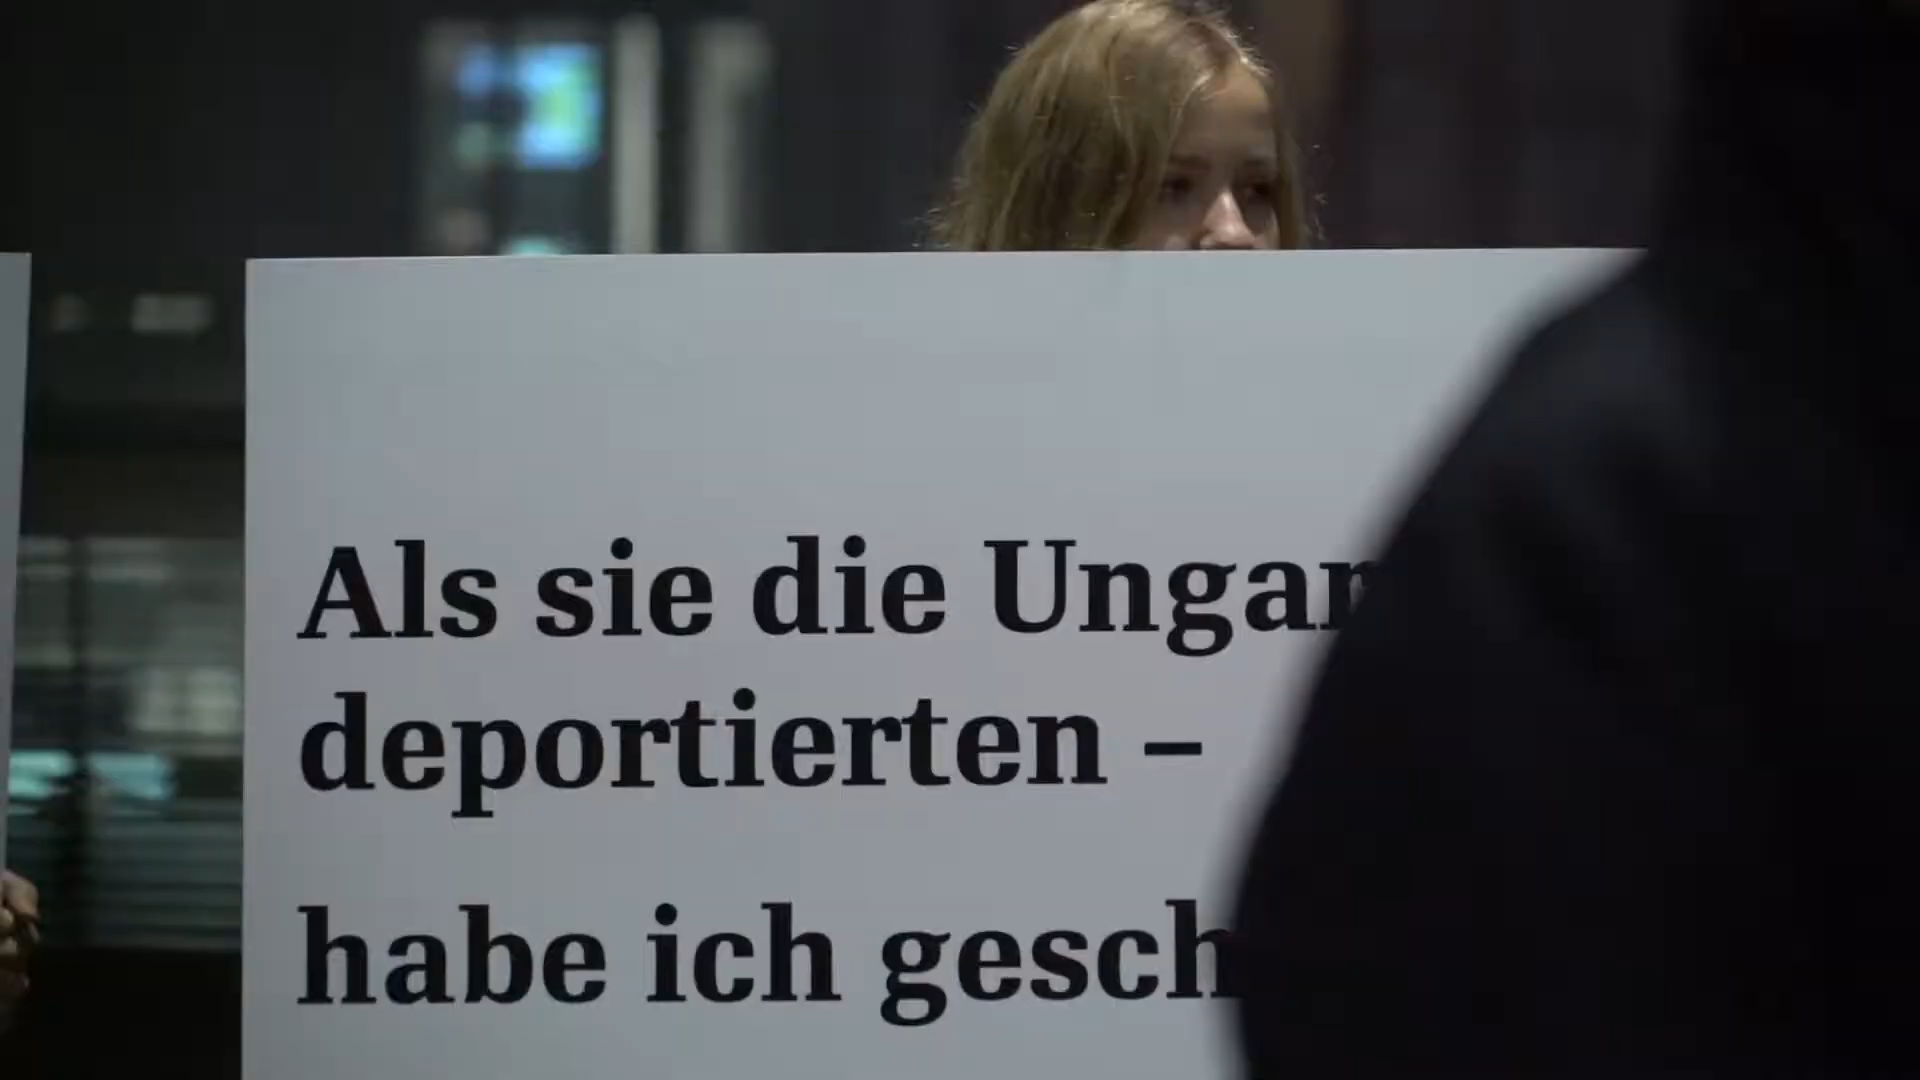 Als sie die Ungar
deportierten –
habe ich gesch